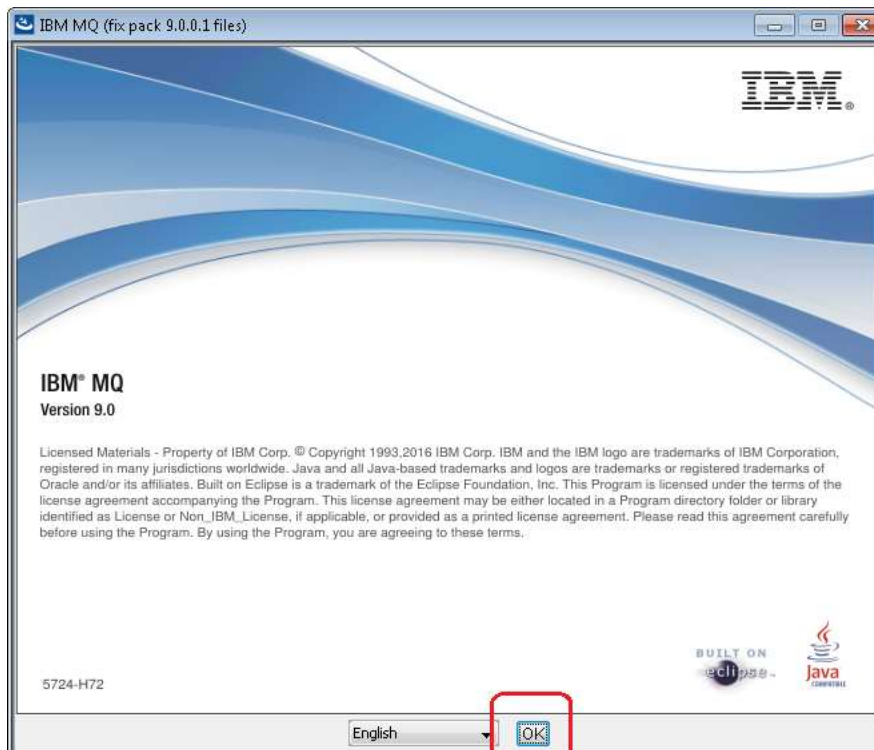 IBM MQ (fix pack 9.0.0.1 files)
IBM®
IBM® MQ
Version 9.0
Licensed Materials - Property of IBM Corp. © Copyright 1993,2016 IBM Corp. IBM and the IBM logo are trademarks of IBM Corporation,
registered in many jurisdictions worldwide. Java and all Java-based trademarks and logos are trademarks or registered trademarks of
Oracle and/or its affiliates. Built on Eclipse is a trademark of the Eclipse Foundation, Inc. This Program is licensed under the terms of the
license agreement accompanying the Program. This license agreement may be either located in a Program directory folder or library
identified as License or Non_IBM_License, if applicable, or provided as a printed license agreement. Please read this agreement carefully
before using the Program. By using the Program, you are agreeing to these terms.
BUILT ON
eclipse™
Java
COMPATIBLE
5724-H72
English
OK